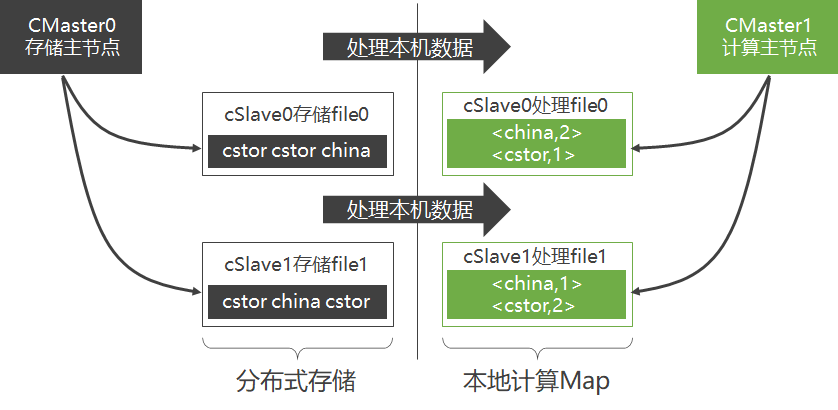 CMaster0
存储主节点
处理本机数据
CMaster1
计算主节点
cSlave0存储file0
cstor cstor china
cSlave0处理file0
<china,2>
<cstor,1>
处理本机数据
cSlave1存储file1
cstor china cstor
cSlave1处理file1
<china,1>
<cstor,2>
分布式存储
本地计算Map